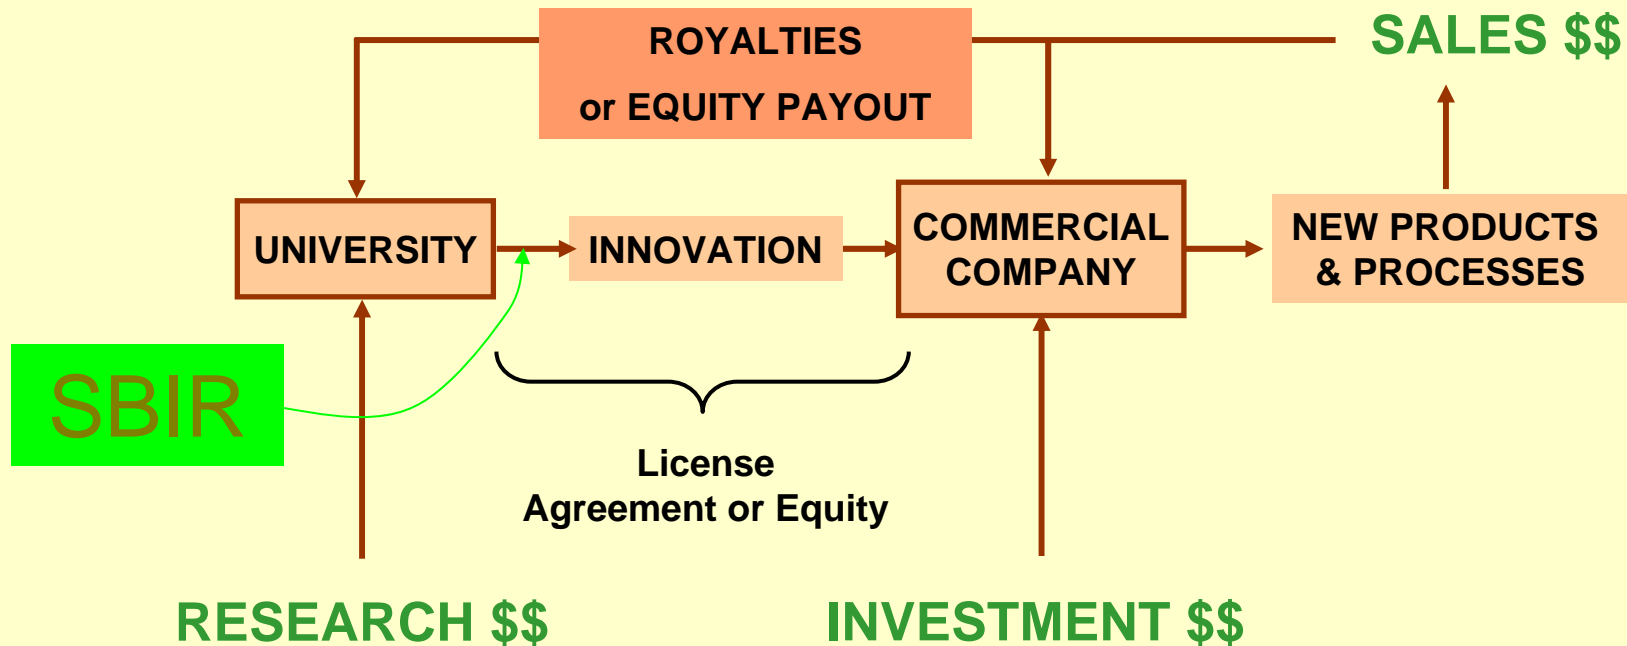 ROYALTIES
or EQUITY PAYOUT
SALES $$
UNIVERSITY
INNOVATION
COMMERCIAL
COMPANY
NEW PRODUCTS
& PROCESSES
SBIR
License
Agreement or Equity
RESEARCH $$
INVESTMENT $$